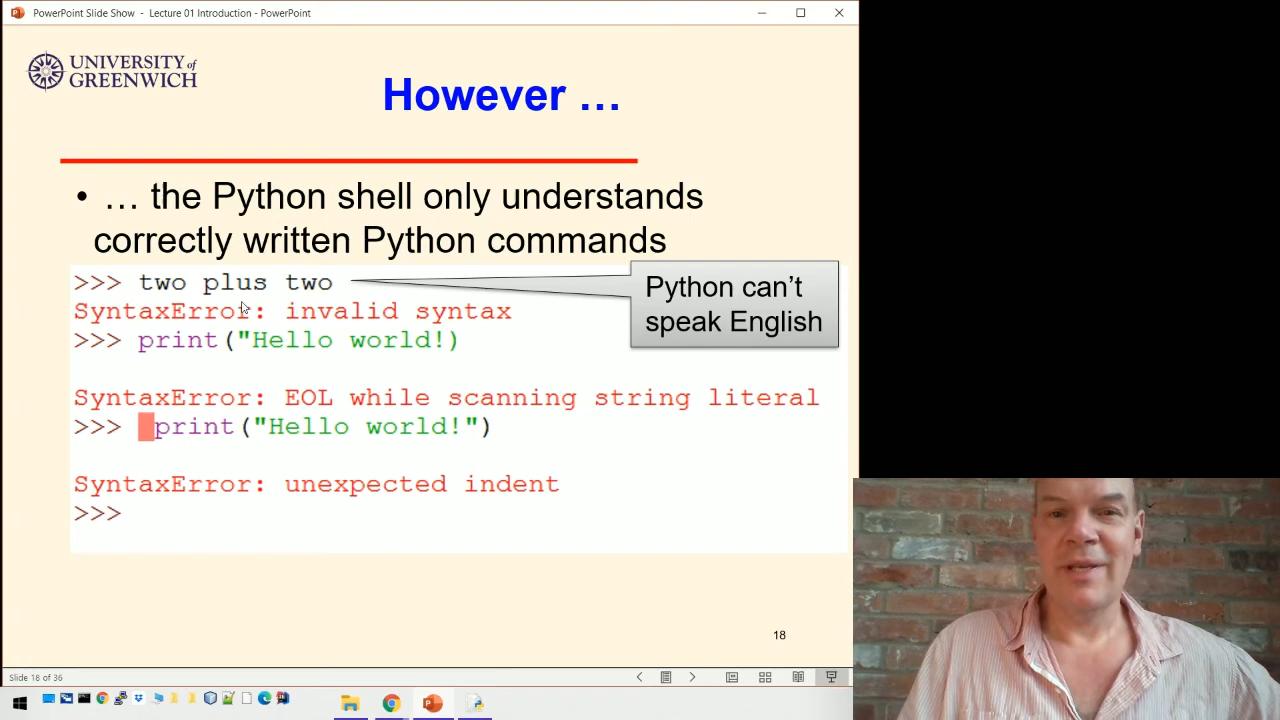 PowerPoint Slide Show - Lecture 01 Introduction - PowerPoint
UNIVERSITY of
GREENWICH
However …
• … the Python shell only understands
correctly written Python commands
>>> two plus two
SyntaxError: invalid syntax
>>> print("Hello world!)
SyntaxError: EOL while scanning string literal
>>> print("Hello world!")
SyntaxError: unexpected indent
>>>
Python can't
speak English
18
Slide 18 of 36